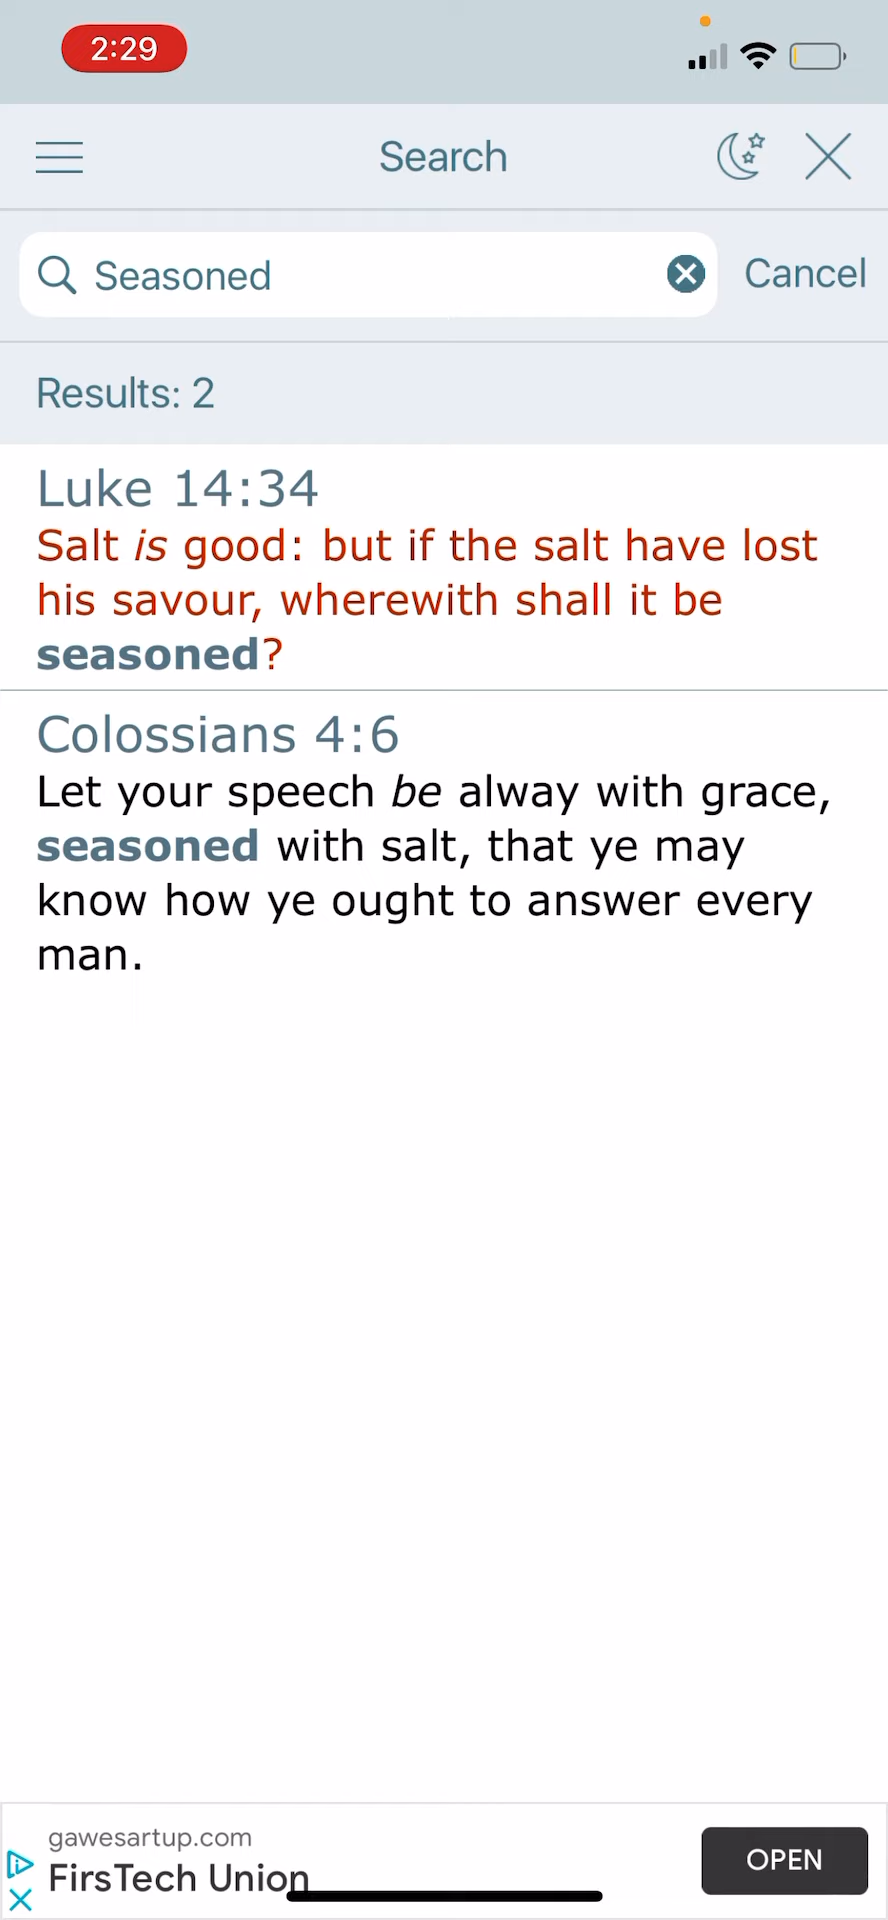 2:29
Search
Seasoned
Cancel
Results: 2
Luke 14:34
Salt is good: but if the salt have lost
his savour, wherewith shall it be
seasoned?
Colossians 4:6
Let your speech be alway with grace,
seasoned with salt, that ye may
know how ye ought to answer every
man.
gawesartup.com
FirsTech Union
OPEN